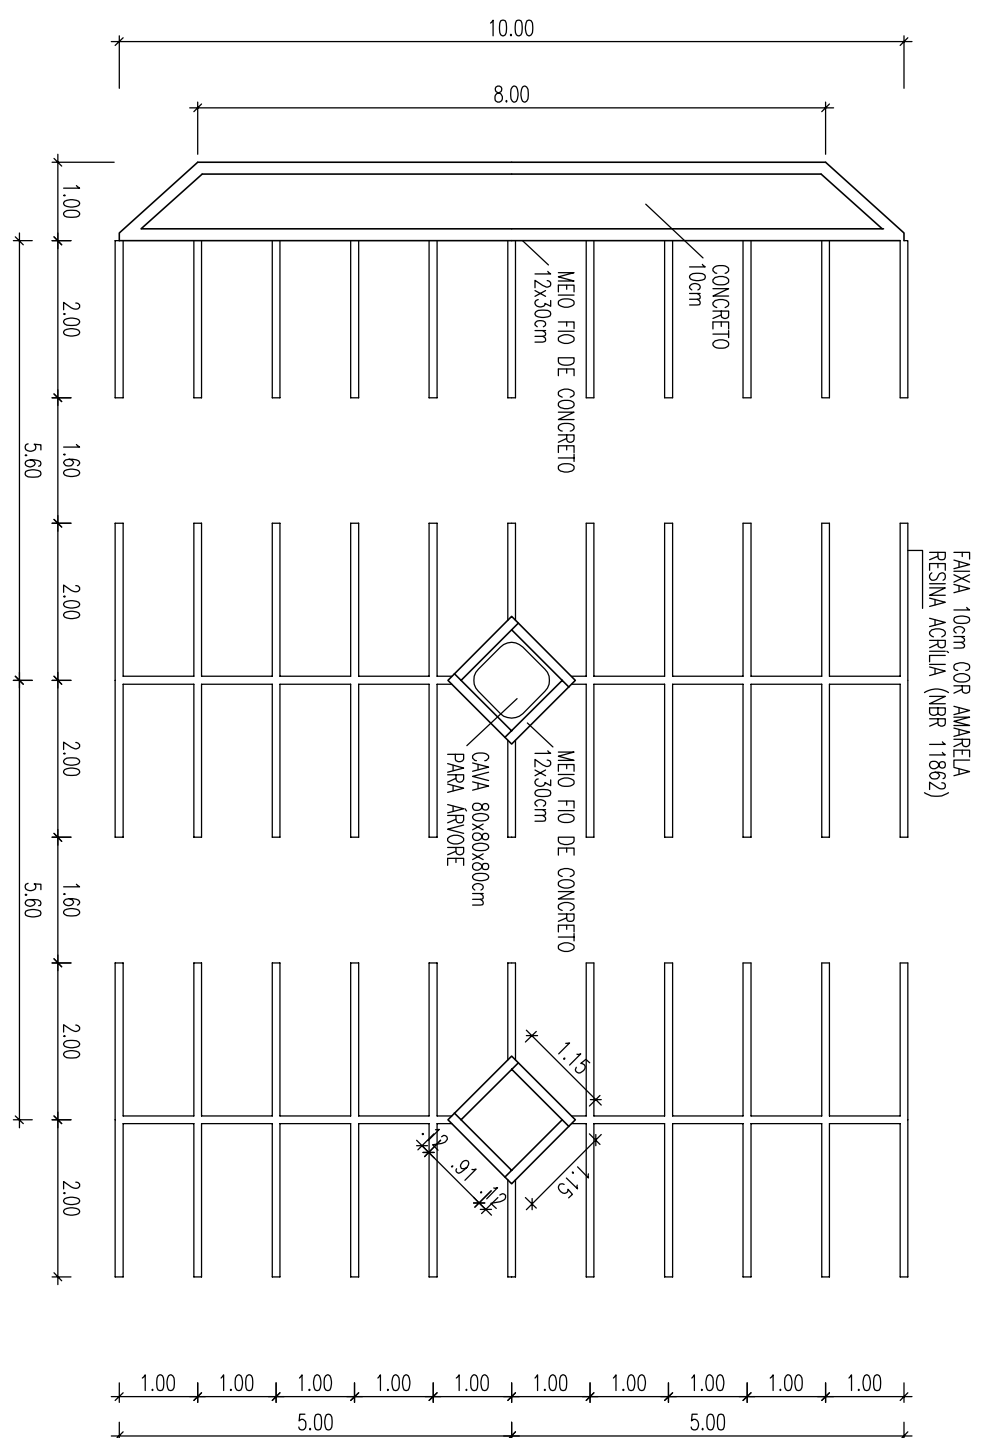 10.00
8.00
1.00
2.00
1.60
2.00
2.00
1.60
2.00
2.00
5.60
5.60
CONCRETO
10cm
MEIO FIO DE CONCRETO
12x30cm
FAIXA 10cm COR AMARELA
RESINA ACRÍLIA (NBR 11862)
MEIO FIO DE CONCRETO
12x30cm
CAVA 80x80x80cm
PARA ÁRVORE
1.15
1.15
.12
.91
.12
1.00 1.00 1.00 1.00 1.00 1.00 1.00 1.00 1.00 1.00
5.00 5.00